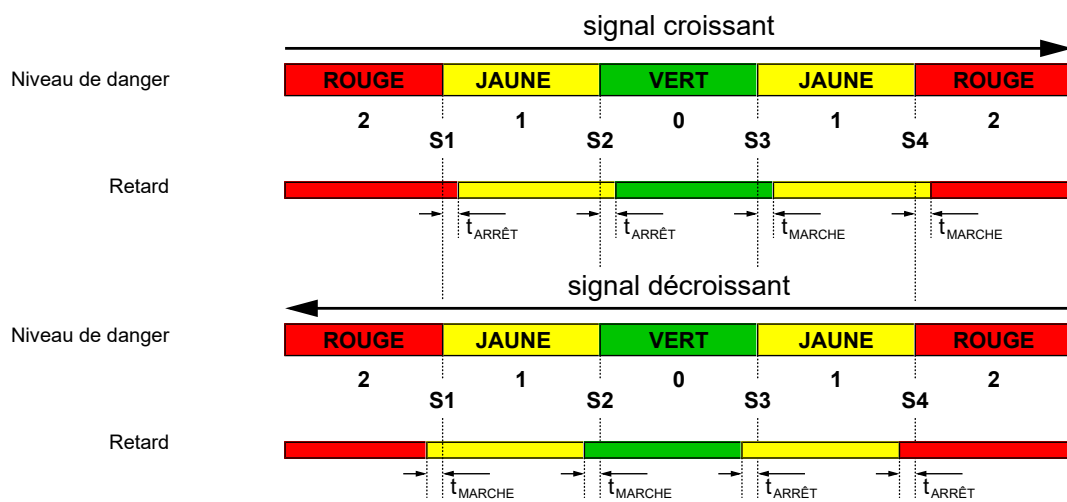 signal croissant
Niveau de danger ROUGE JAUNE VERT JAUNE ROUGE
2 1 0 1 2
S1 S2 S3 S4
Retard
tARRÊT tARRÊT tMARCHE tMARCHE
signal décroissant
Niveau de danger ROUGE JAUNE VERT JAUNE ROUGE
2 1 0 1 2
S1 S2 S3 S4
Retard
tMARCHE tMARCHE tARRÊT tARRÊT